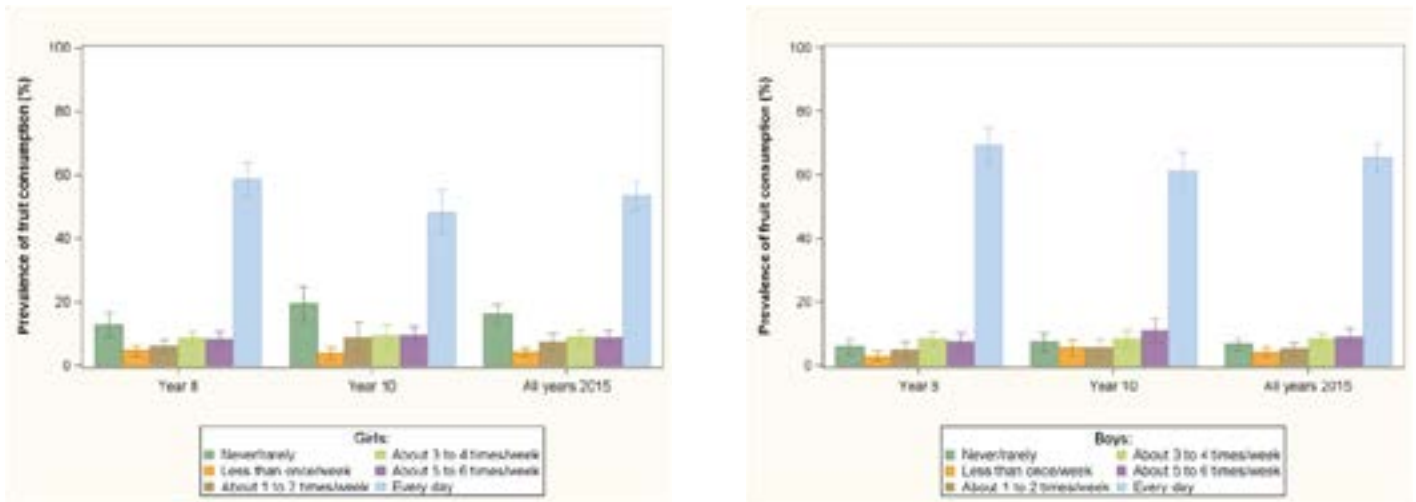 Prevalence of fruit consumption (%)
100
80
60
40
20
0
Year 8
Year 10
All years 2015
Girls:
Never/rarely
About 3 to 4 times/week
Less than once/week
About 5 to 6 times/week
About 1 to 2 times/week
Every day
Prevalence of fruit consumption (%)
100
80
60
40
20
0
Year 8
Year 10
All years 2015
Boys:
Never/rarely
About 3 to 4 times/week
Less than once/week
About 5 to 6 times/week
About 1 to 2 times/week
Every day